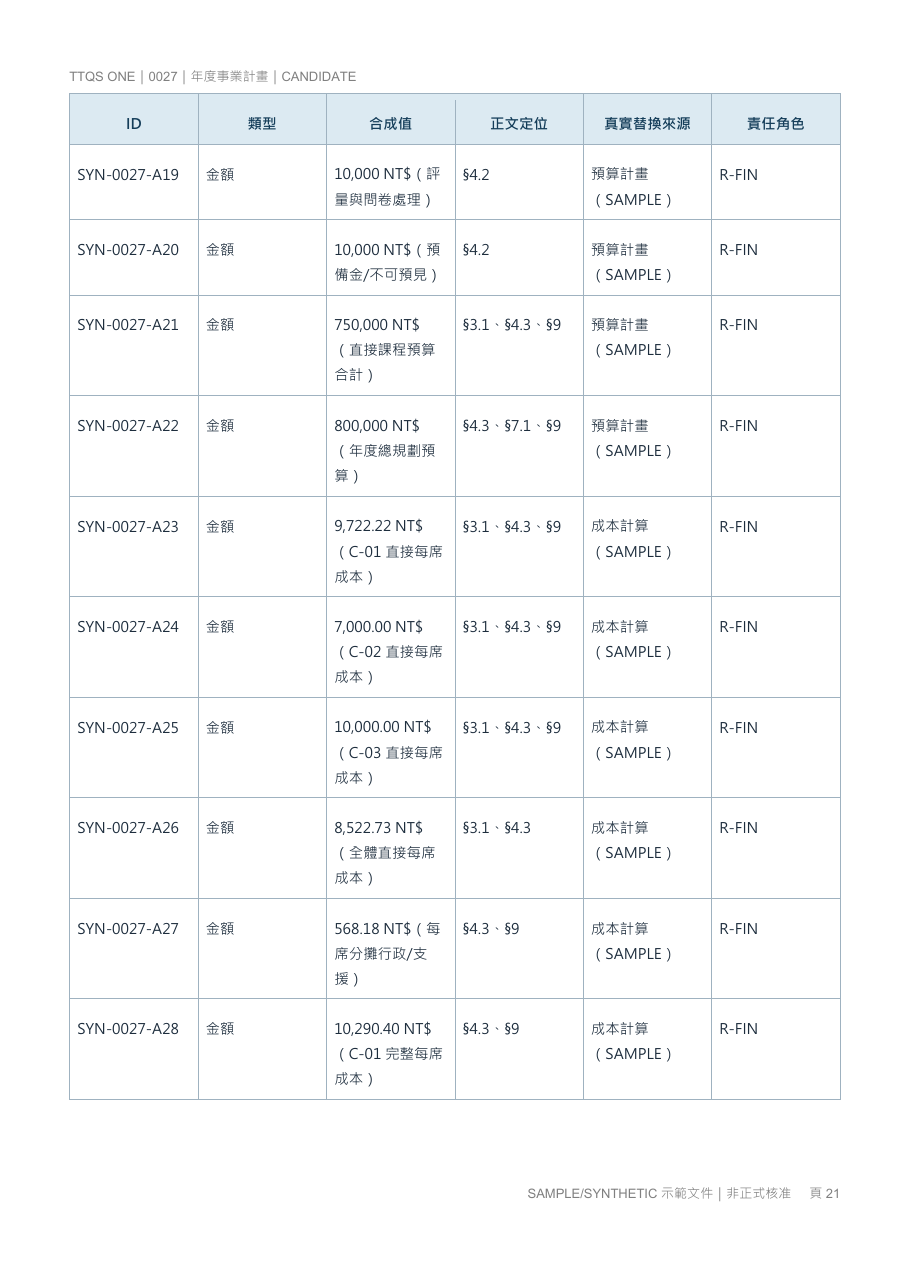 TTQS ONE | 0027 | 年度事業計畫 | CANDIDATE
ID 類型 合成值 正文定位 真實替換來源 責任角色
SYN-0027-A19 金額 10,000 NT$（評 §4.2 預算計畫 R-FIN
量與問卷處理） （SAMPLE）
SYN-0027-A20 金額 10,000 NT$（預 §4.2 預算計畫 R-FIN
備金/不可預見） （SAMPLE）
SYN-0027-A21 金額 750,000 NT$ §3.1、§4.3、§9 預算計畫 R-FIN
（直接課程預算 （SAMPLE）
合計）
SYN-0027-A22 金額 800,000 NT$ §4.3、§7.1、§9 預算計畫 R-FIN
（年度總規劃預 （SAMPLE）
算）
SYN-0027-A23 金額 9,722.22 NT$ §3.1、§4.3、§9 成本計算 R-FIN
（C-01 直接每席 （SAMPLE）
成本）
SYN-0027-A24 金額 7,000.00 NT$ §3.1、§4.3、§9 成本計算 R-FIN
（C-02 直接每席 （SAMPLE）
成本）
SYN-0027-A25 金額 10,000.00 NT$ §3.1、§4.3、§9 成本計算 R-FIN
（C-03 直接每席 （SAMPLE）
成本）
SYN-0027-A26 金額 8,522.73 NT$ §3.1、§4.3 成本計算 R-FIN
（全體直接每席 （SAMPLE）
成本）
SYN-0027-A27 金額 568.18 NT$（每 §4.3、§9 成本計算 R-FIN
席分攤行政/支 （SAMPLE）
援）
SYN-0027-A28 金額 10,290.40 NT$ §4.3、§9 成本計算 R-FIN
（C-01 完整每席 （SAMPLE）
成本）
SAMPLE/SYNTHETIC 示範文件 | 非正式核准 頁 21